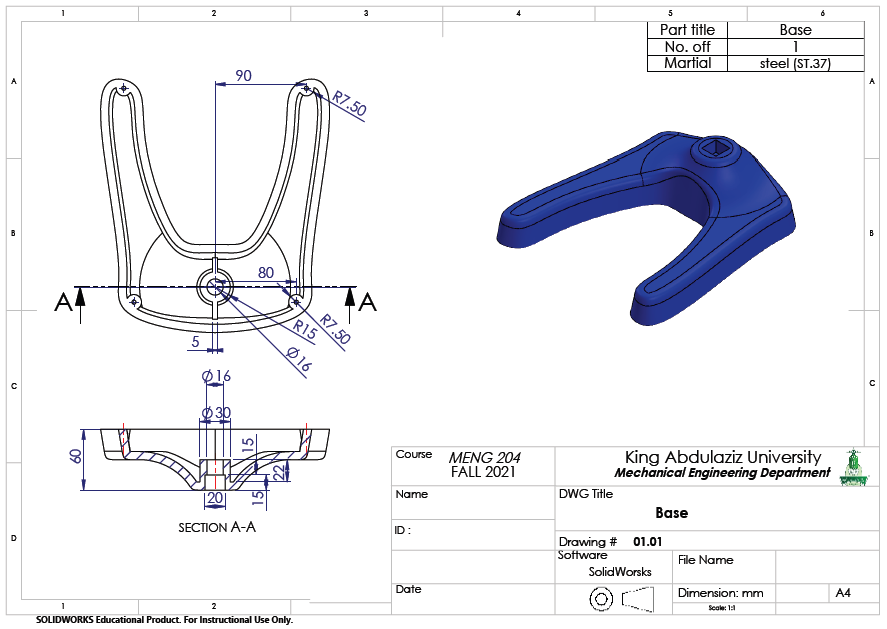 1 2 3 4 5 6
Part title Base
No. off 1
Martial steel (ST.37)
A A
90
R7.50
B B
80
A A
R15
R7.50
5
Ø16
C C
Ø16
Ø30
60
15
22
15
20
SECTION A-A
D
Course MENG 204
FALL 2021
King Abdulaziz University
Mechanical Engineering Department
Name
DWG Title
Base
ID :
Drawing # 01.01
Software
SolidWorsks
File Name
Date
Dimension: mm
A4
Scale: 1:1
1 2
SOLIDWORKS Educational Product. For Instructional Use Only.